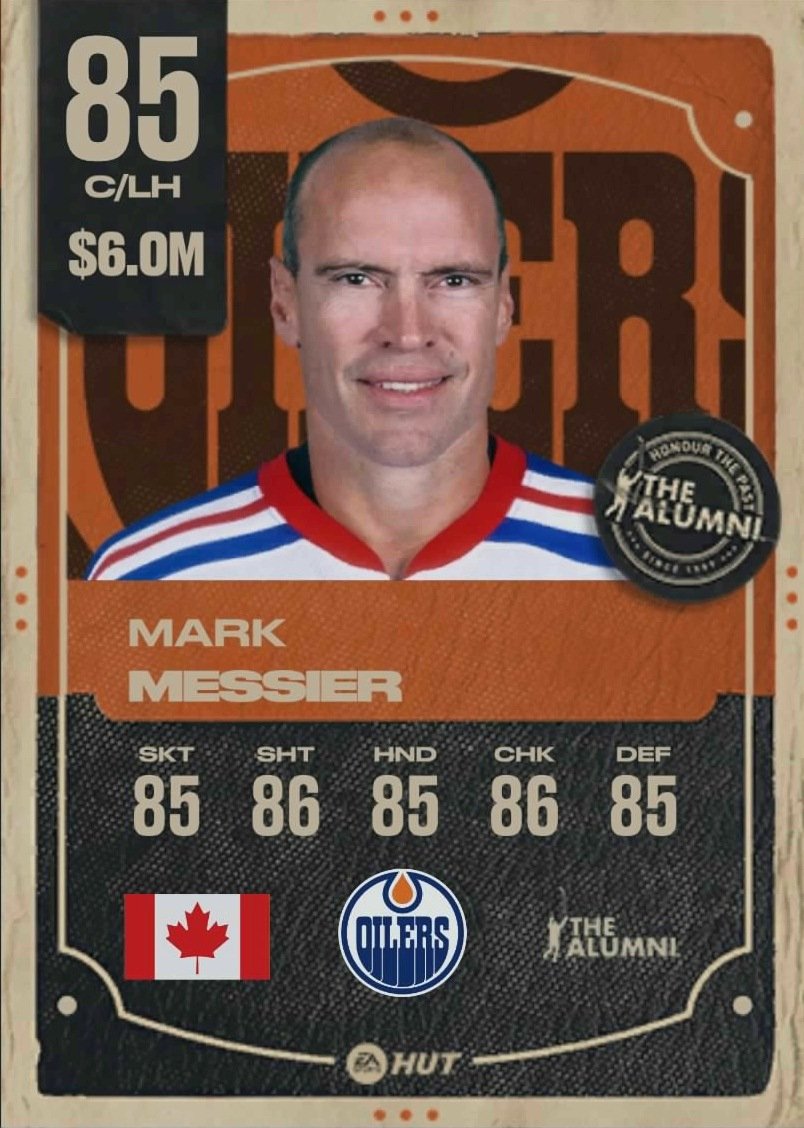 85
C/LH
$6.0M
OILERS
HONOUR THE PAST
THE
ALUMNI
MARK
MESSIER
SKT SHT HND CHK DEF
85 86 85 86 85
OILERS
THE
ALUMNI
EA
HUT